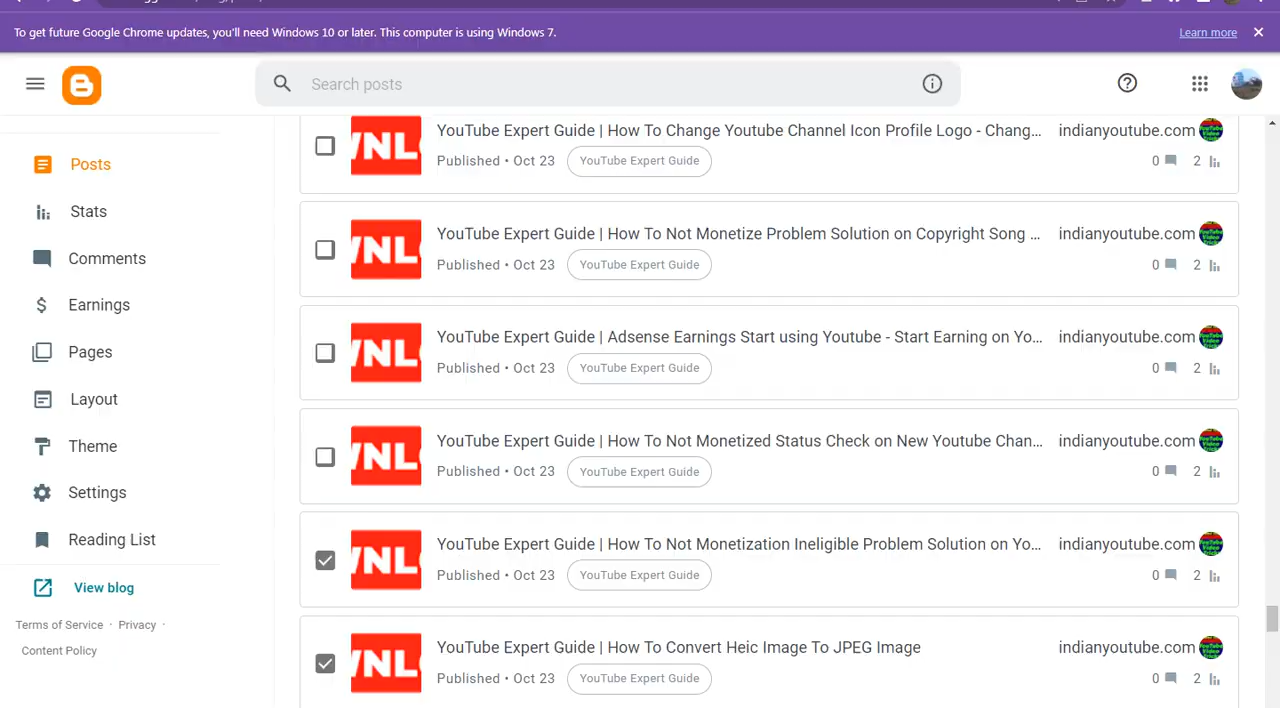 To get future Google Chrome updates, you'll need Windows 10 or later. This computer is using Windows 7.
Learn more
Search posts
Posts
Stats
Comments
Earnings
Pages
Layout
Theme
Settings
Reading List
View blog
Terms of Service · Privacy ·
Content Policy
YouTube Expert Guide | How To Change Youtube Channel Icon Profile Logo - Chang... indianyoutube.com
Published • Oct 23 YouTube Expert Guide 0 2
YouTube Expert Guide | How To Not Monetize Problem Solution on Copyright Song ... indianyoutube.com
Published • Oct 23 YouTube Expert Guide 0 2
YouTube Expert Guide | Adsense Earnings Start using Youtube - Start Earning on Yo... indianyoutube.com
Published • Oct 23 YouTube Expert Guide 0 2
YouTube Expert Guide | How To Not Monetized Status Check on New Youtube Chan... indianyoutube.com
Published • Oct 23 YouTube Expert Guide 0 2
YouTube Expert Guide | How To Not Monetization Ineligible Problem Solution on Yo... indianyoutube.com
Published • Oct 23 YouTube Expert Guide 0 2
YouTube Expert Guide | How To Convert Heic Image To JPEG Image indianyoutube.com
Published • Oct 23 YouTube Expert Guide 0 2